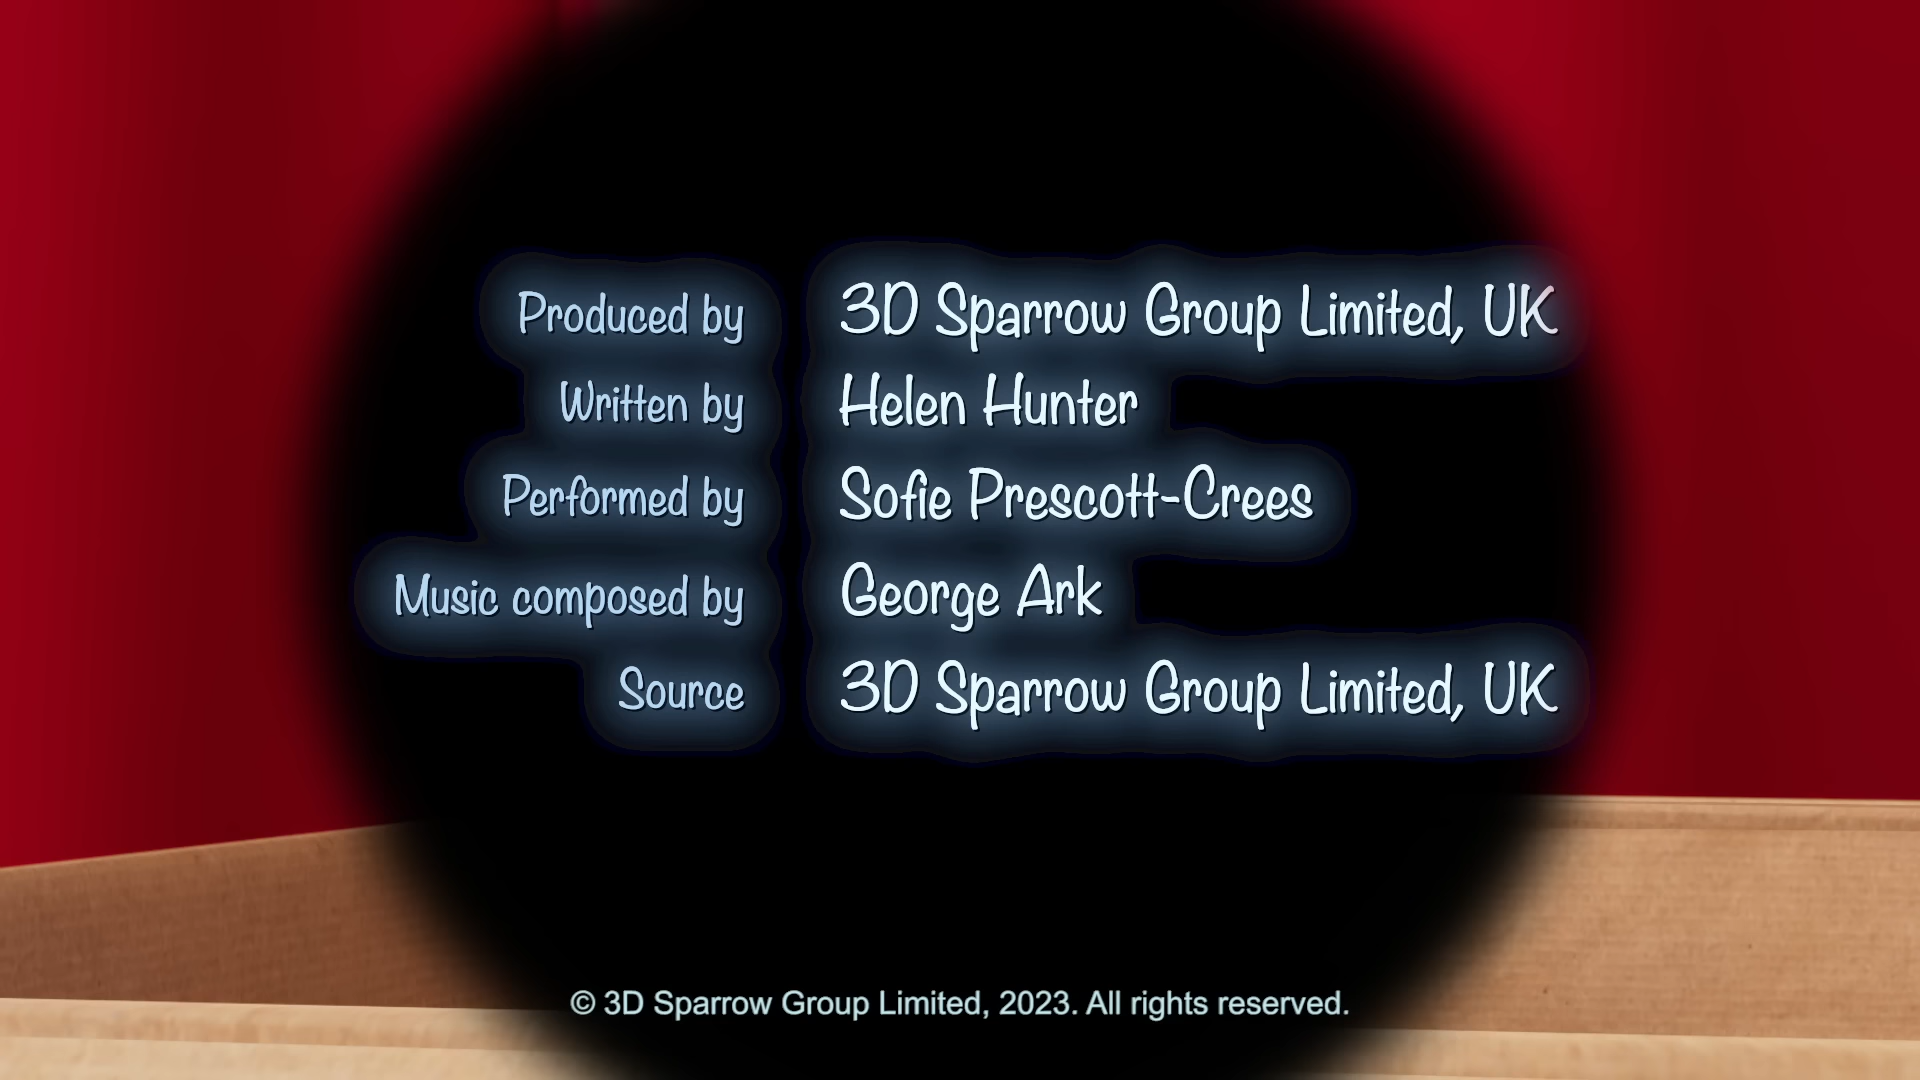 Produced by 3D Sparrow Group Limited, UK
Written by Helen Hunter
Performed by Sofie Prescott-Crees
Music composed by George Ark
Source 3D Sparrow Group Limited, UK
© 3D Sparrow Group Limited, 2023. All rights reserved.